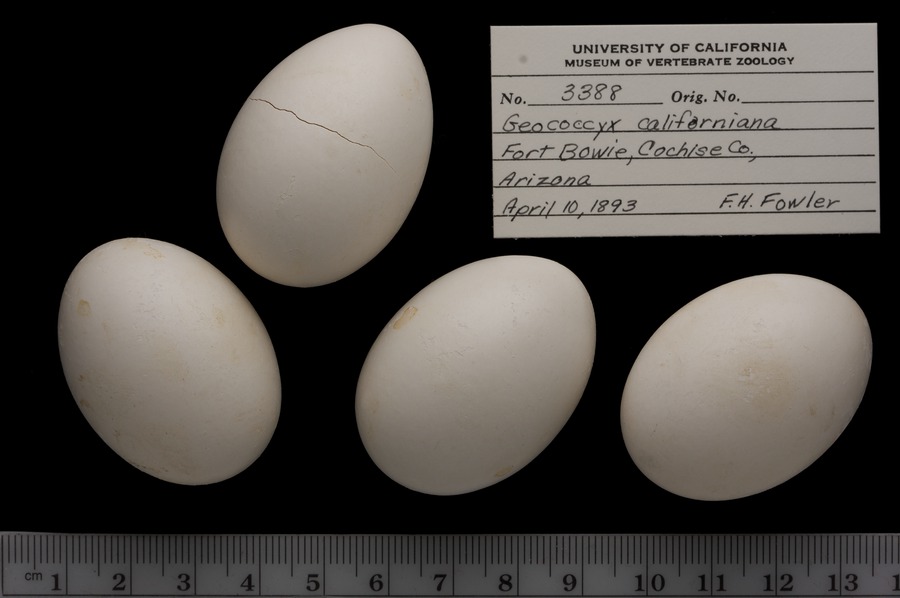 UNIVERSITY OF CALIFORNIA
MUSEUM OF VERTEBRATE ZOOLOGY
No. 3388 Orig. No.
Geococcyx californiana
Fort Bowie, Cochise Co.,
Arizona
April 10, 1893 F.H. Fowler
cm 1 2 3 4 5 6 7 8 9 10 11 12 13